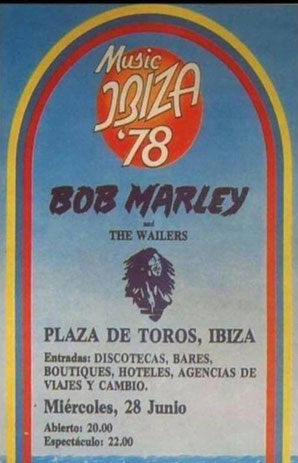 Music
IBIZA
'78
BOB MARLEY
and
THE WAILERS
PLAZA DE TOROS, IBIZA
Entradas: DISCOTECAS, BARES,
BOUTIQUES, HOTELES, AGENCIAS DE
VIAJES Y CAMBIO.
Miércoles, 28 Junio
Abierto: 20.00
Espectáculo: 22.00